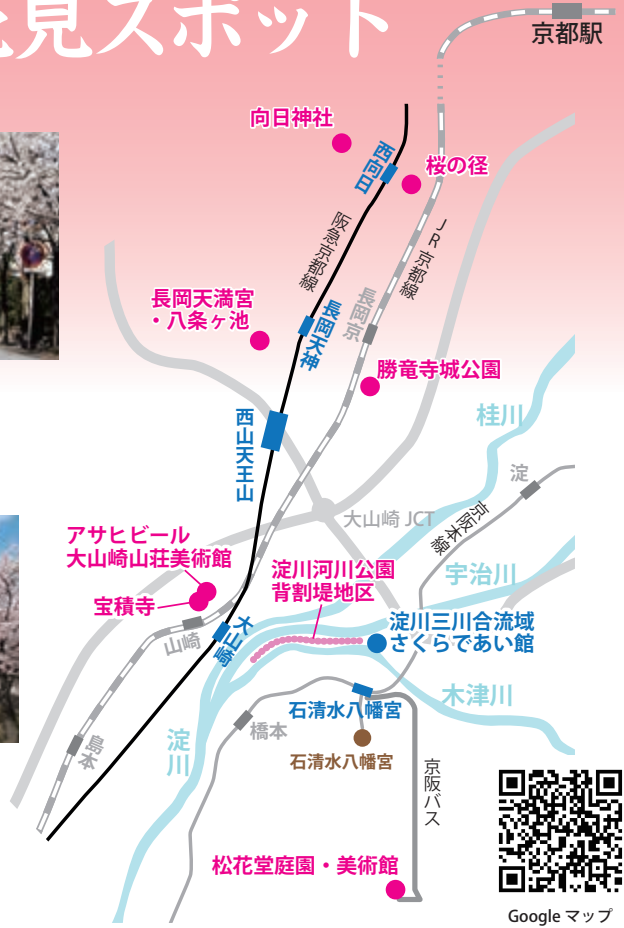 見スポット
京都駅
向日神社
西向日
桜の径
阪急京都線
JR京都線
長岡天満宮
・八条ヶ池
長岡天神
長岡京
勝竜寺城公園
西山天王山
桂川
淀
大山崎 JCT
京阪本線
アサヒビール
大山崎山荘美術館
宝積寺
淀川河川公園
背割堤地区
宇治川
山崎
大山崎
淀川三川合流域
さくらであい館
石清水八幡宮
木津川
橋本
島本
淀川
石清水八幡宮
京阪バス
松花堂庭園・美術館
Google マップ